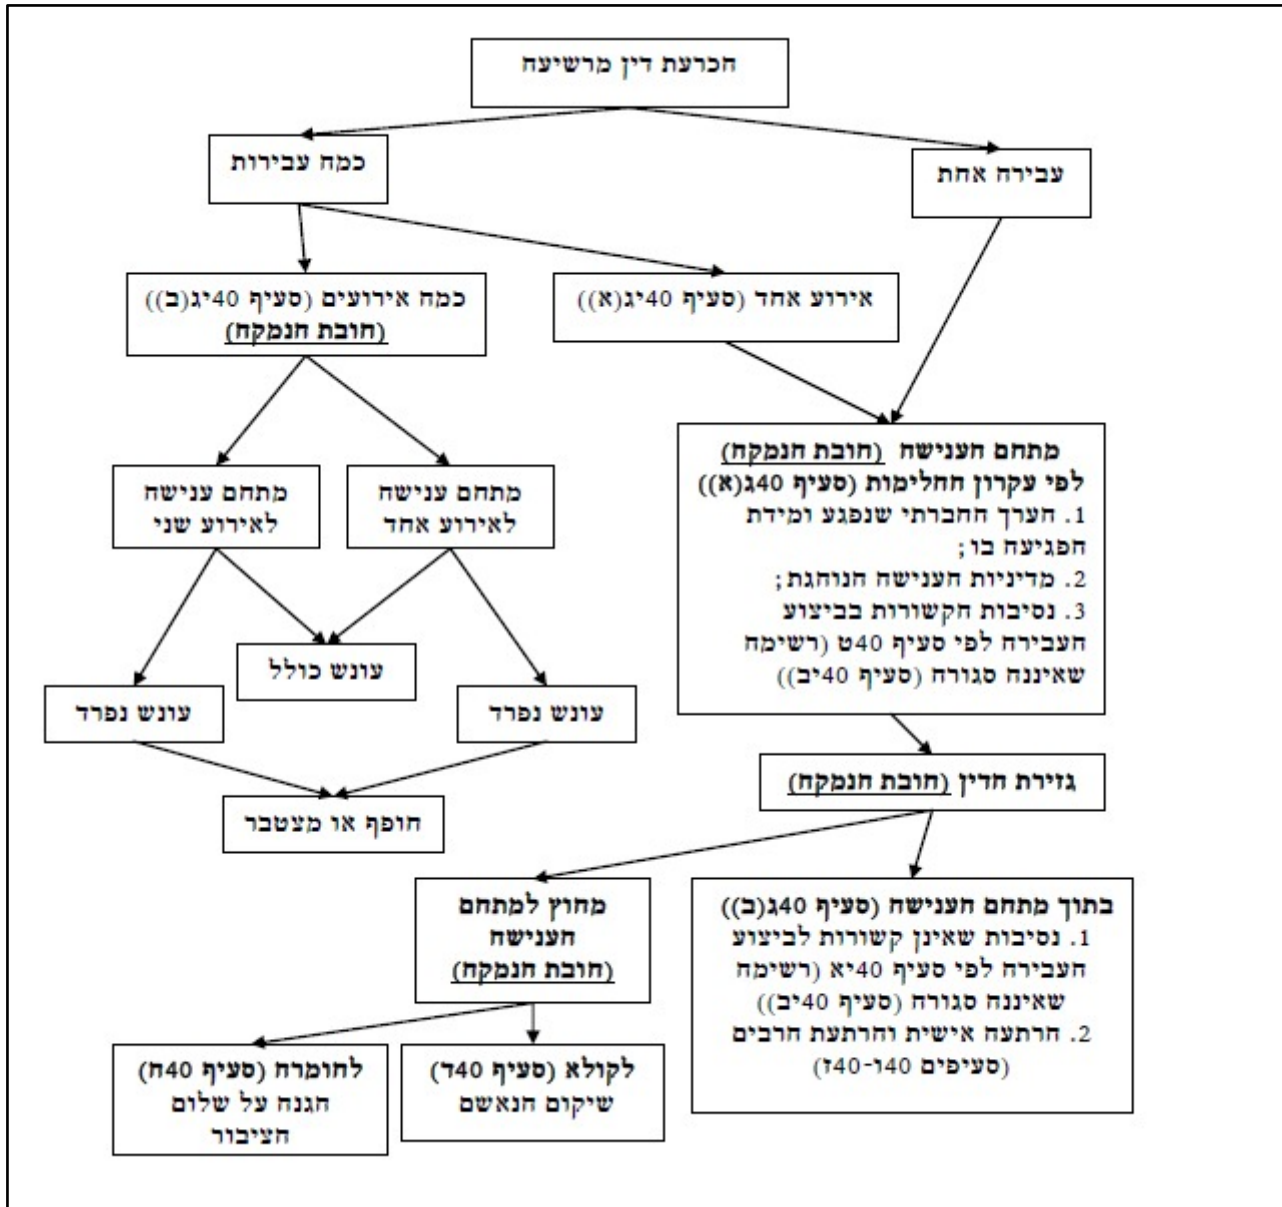 הכרעת דין מרשיעה
עבירה אחת
כמה עבירות
אירוע אחד (סעיף 40יג(א))
כמה אירועים (סעיף 40יג(ב))
(חובת הנמקה)
מתחם הענישה (חובת הנמקה)
לפי עקרון ההלימות (סעיף 40ג(א))
1. הערך החברתי שנפגע ומידת
הפגיעה בו;
2. מדיניות הענישה הנוהגת;
3. נסיבות הקשורות בביצוע
העבירה לפי סעיף 40ט (רשימה
שאיננה סגורה (סעיף 40יב))
מתחם ענישה
לאירוע אחד
מתחם ענישה
לאירוע שני
עונש כולל
עונש נפרד
עונש נפרד
חופף או מצטבר
גזירת הדין (חובת הנמקה)
בתוך מתחם הענישה (סעיף 40ג(ב))
1. נסיבות שאינן קשורות לביצוע
העבירה לפי סעיף 40יא (רשימה
שאיננה סגורה (סעיף 40יב))
2. הרתעה אישית והרתעת הרבים
(סעיפים 40ו-40ז)
מחוץ למתחם
הענישה
(חובת הנמקה)
לקולא (סעיף 40ד)
שיקום הנאשם
לחומרה (סעיף 40ה)
הגנה על שלום
הציבור